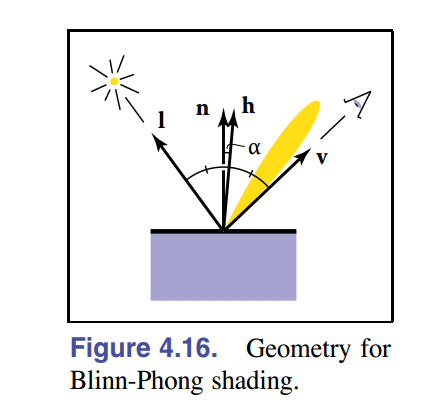 l n h
α
v
Figure 4.16. Geometry for
Blinn-Phong shading.